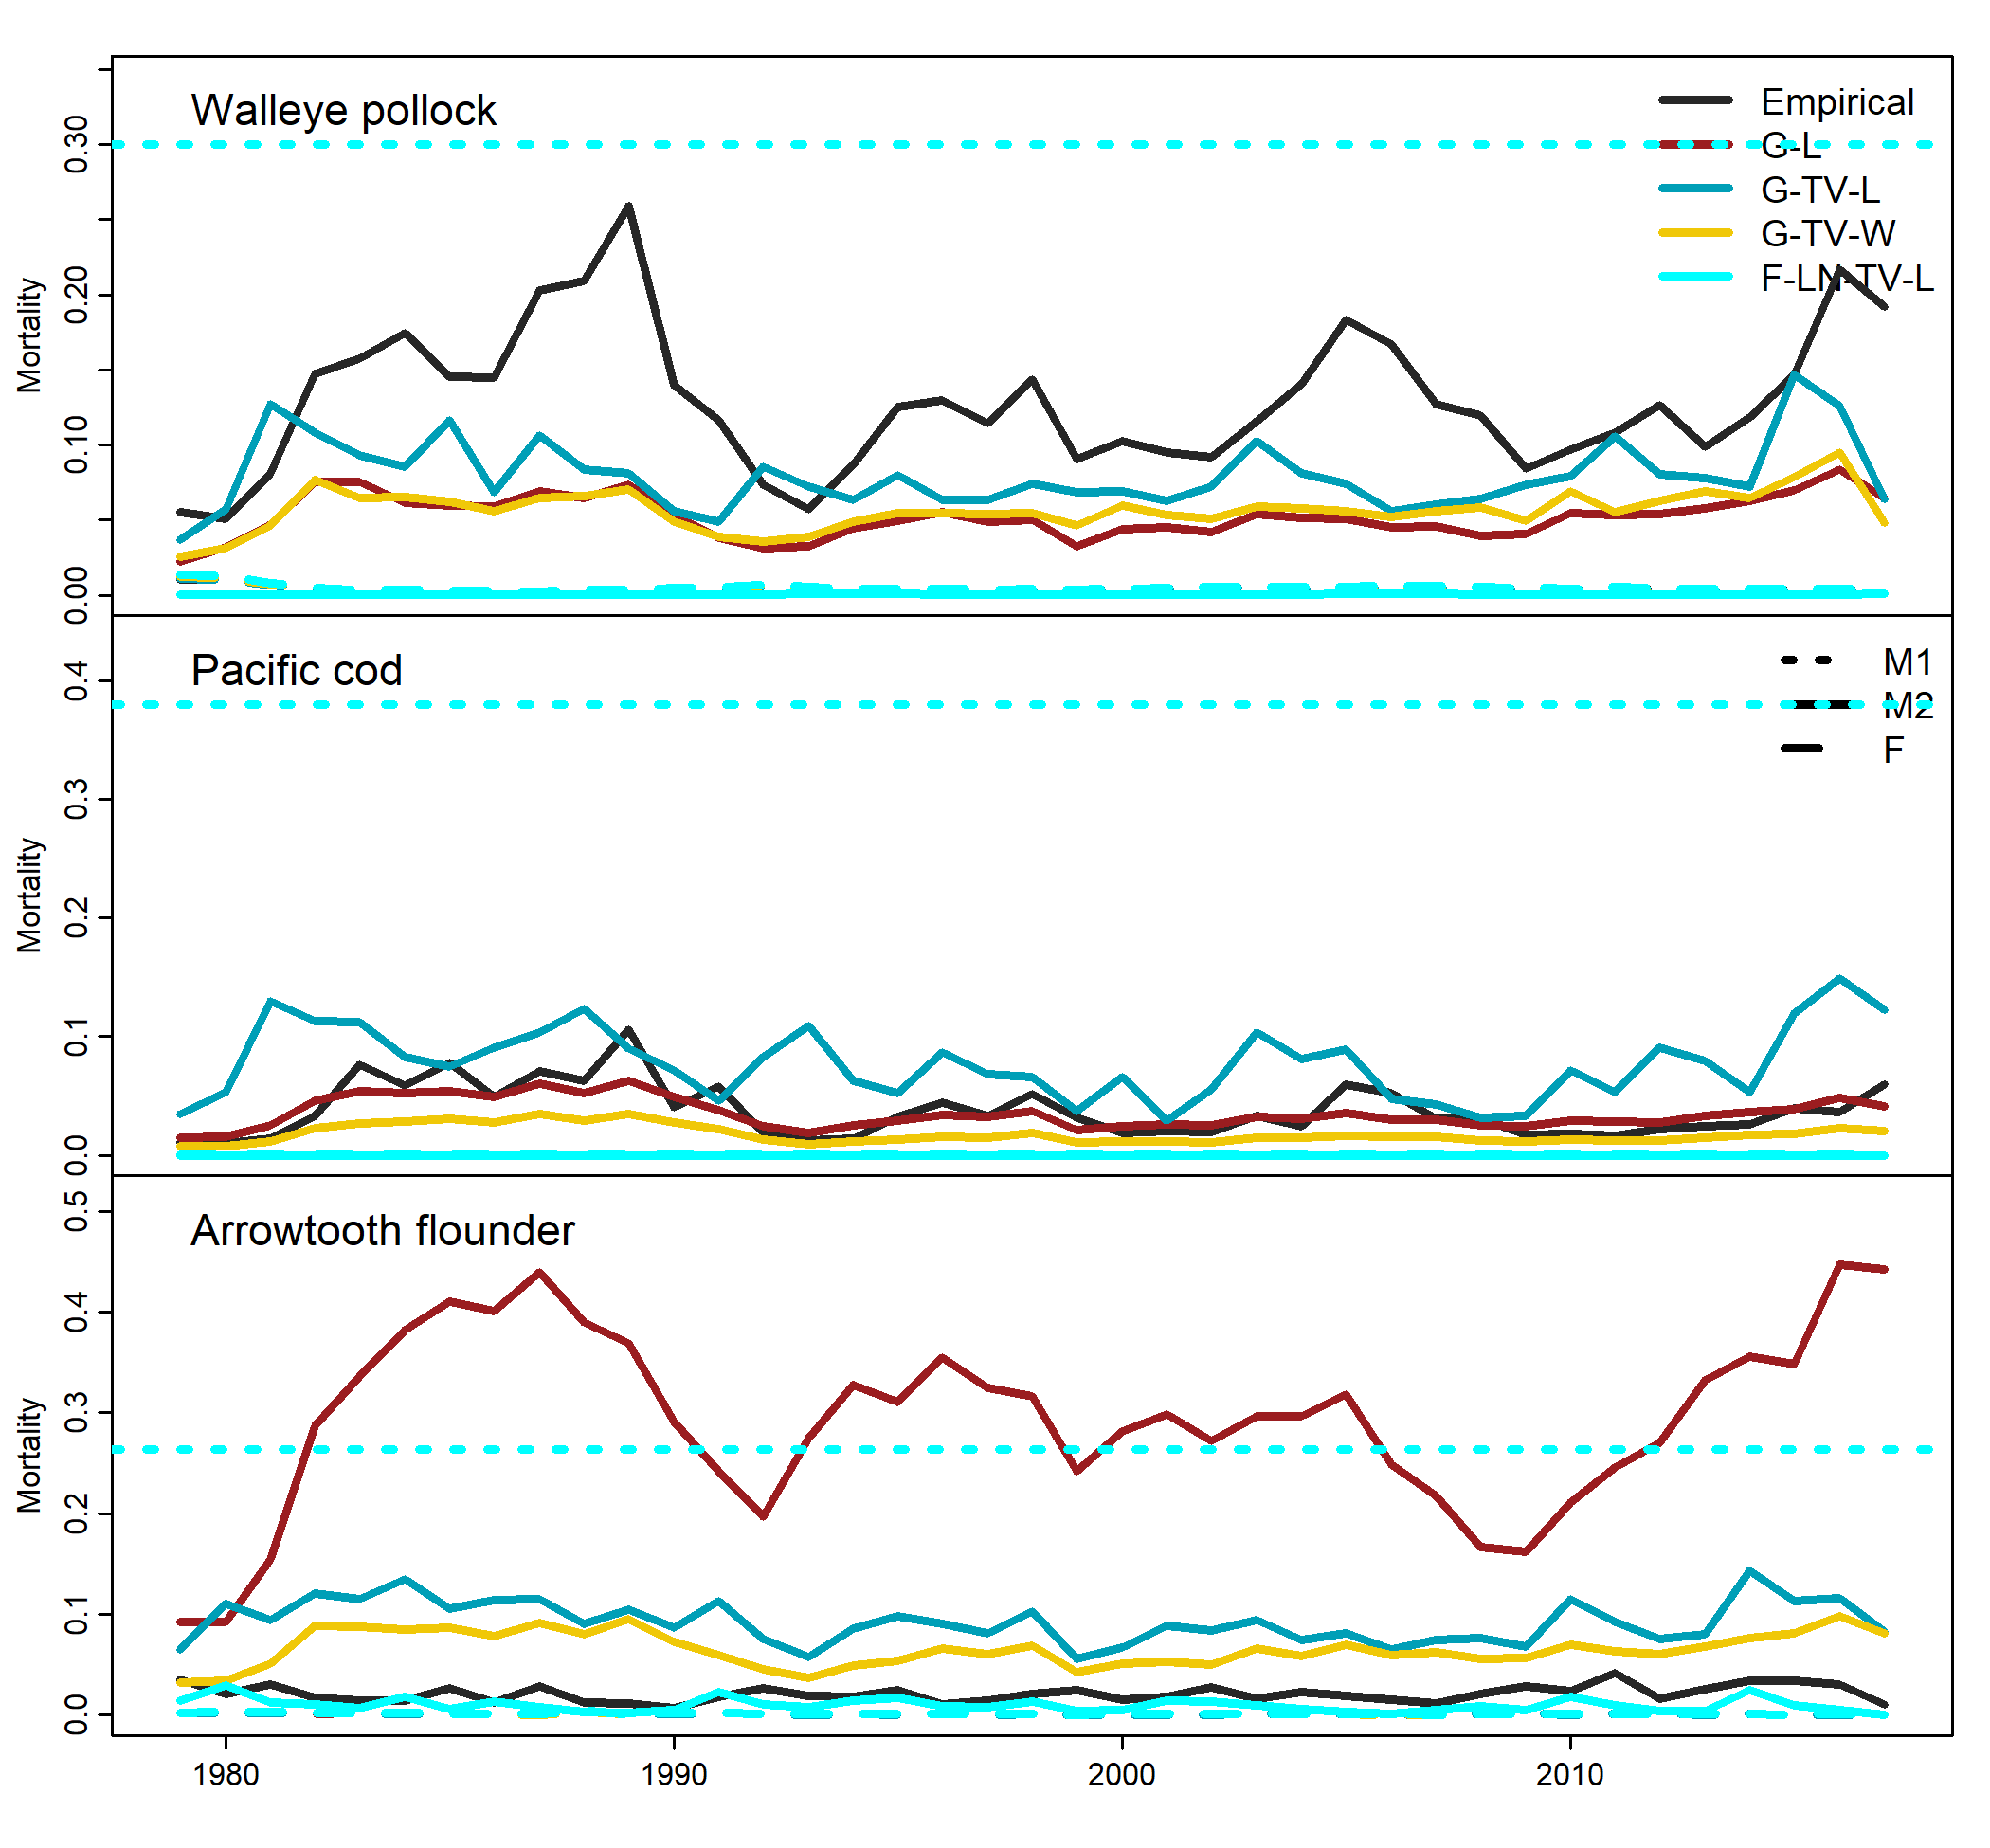 Walleye pollock
Empirical
G-L
G-TV-L
G-TV-W
F-LN-TV-L
Mortality
0.30
0.20
0.10
0.00
Pacific cod
M1
M2
F
Mortality
0.4
0.3
0.2
0.1
0.0
Arrowtooth flounder
Mortality
0.5
0.4
0.3
0.2
0.1
0.0
1980 1990 2000 2010